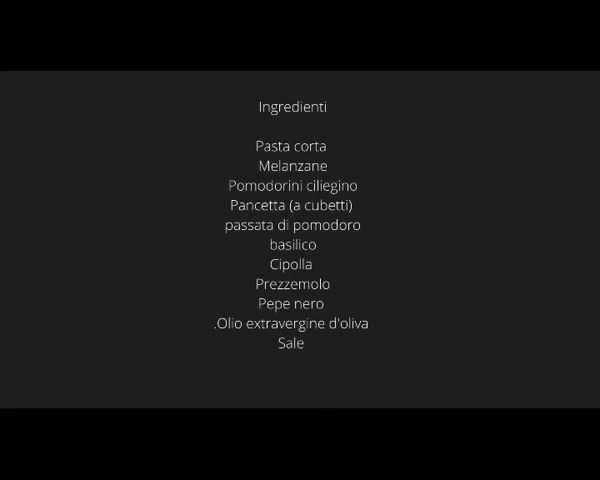 Ingredienti
Pasta corta
Melanzane
Pomodorini ciliegino
Pancetta (a cubetti)
passata di pomodoro
basilico
Cipolla
Prezzemolo
Pepe nero
.Olio extravergine d'oliva
Sale